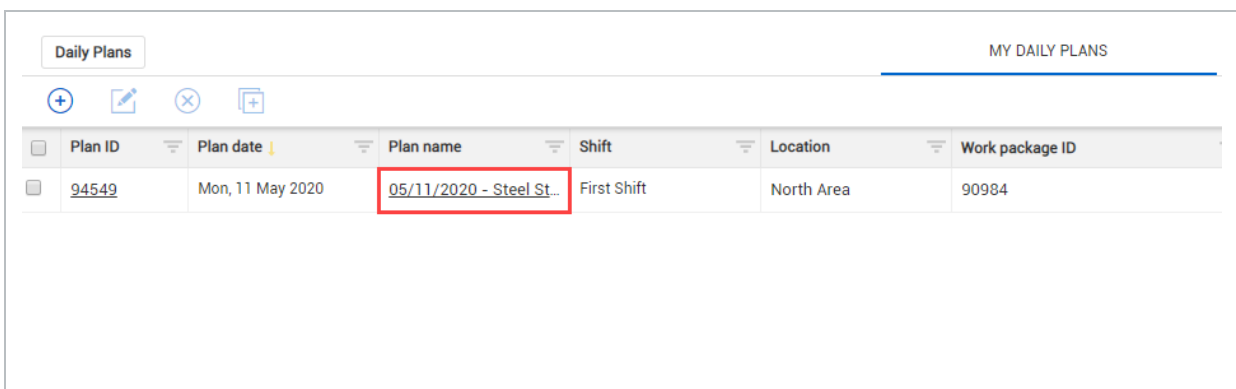 Daily Plans MY DAILY PLANS
Plan ID Plan date Plan name Shift Location Work package ID
94549 Mon, 11 May 2020 05/11/2020 - Steel St... First Shift North Area 90984